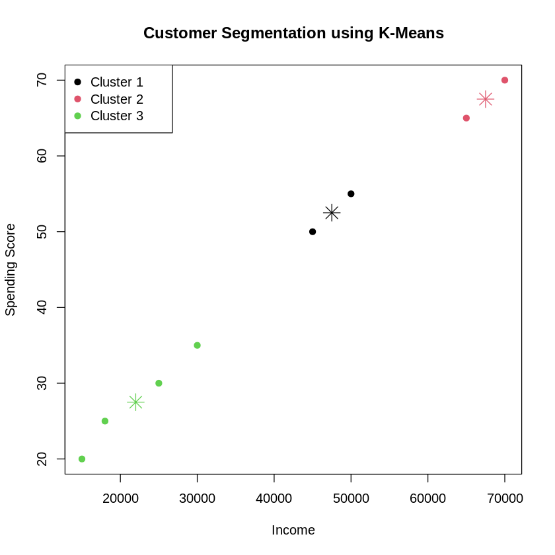 Customer Segmentation using K-Means
Cluster 1
Cluster 2
Cluster 3
Spending Score
70
60
50
40
30
20
20000 30000 40000 50000 60000 70000
Income